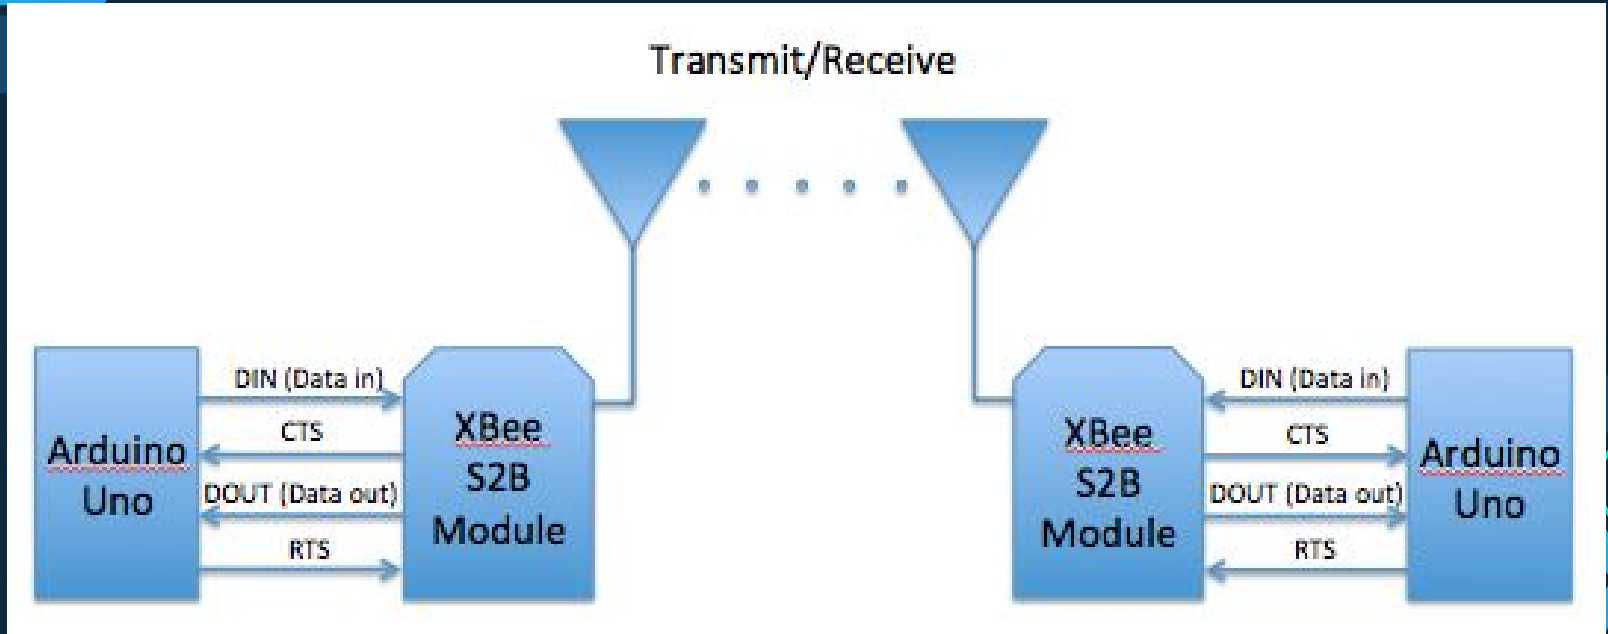 Transmit/Receive
DIN (Data in)
CTS
DOUT (Data out)
RTS
Arduino
Uno
XBee
S2B
Module
XBee
S2B
Module
DIN (Data in)
CTS
DOUT (Data out)
RTS
Arduino
Uno